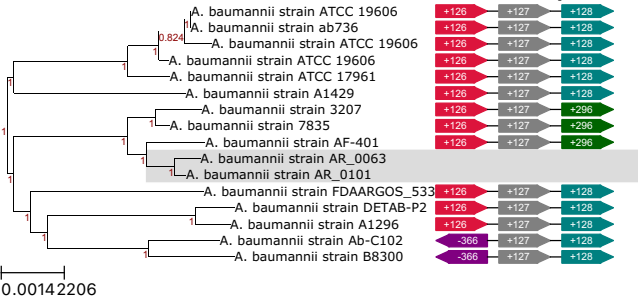 A. baumannii strain ATCC 19606 +126 +127 +128
A. baumannii strain ab736 +126 +127 +128
0.824 1
A. baumannii strain ATCC 19606 +126 +127 +128
1
A. baumannii strain ATCC 19606 +126 +127 +128
1
A. baumannii strain ATCC 17961 +126 +127 +128
1
A. baumannii strain A1429 +126 +127 +128
A. baumannii strain 3207 +126 +127 +296
1
A. baumannii strain 7835 +126 +127 +296
1
1
A. baumannii strain AF-401 +126 +127 +296
A. baumannii strain AR_0063
1
1
1
A. baumannii strain AR_0101
A. baumannii strain FDAARGOS_533 +126 +127 +128
A. baumannii strain DETAB-P2 +126 +127 +128
1
1
A. baumannii strain A1296 +126 +127 +128
A. baumannii strain Ab-C102 -366 +127 +128
1
1
A. baumannii strain B8300 -366 +127 +128
0.00142206